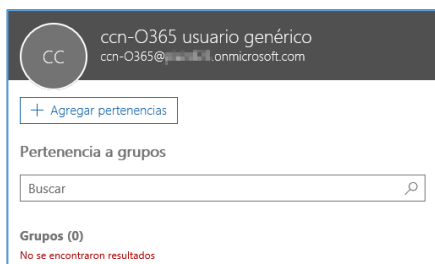 CC
ccn-O365 usuario genérico
ccn-O365@ .onmicrosoft.com
+ Agregar pertenencias
Pertenencia a grupos
Buscar
Grupos (0)
No se encontraron resultados